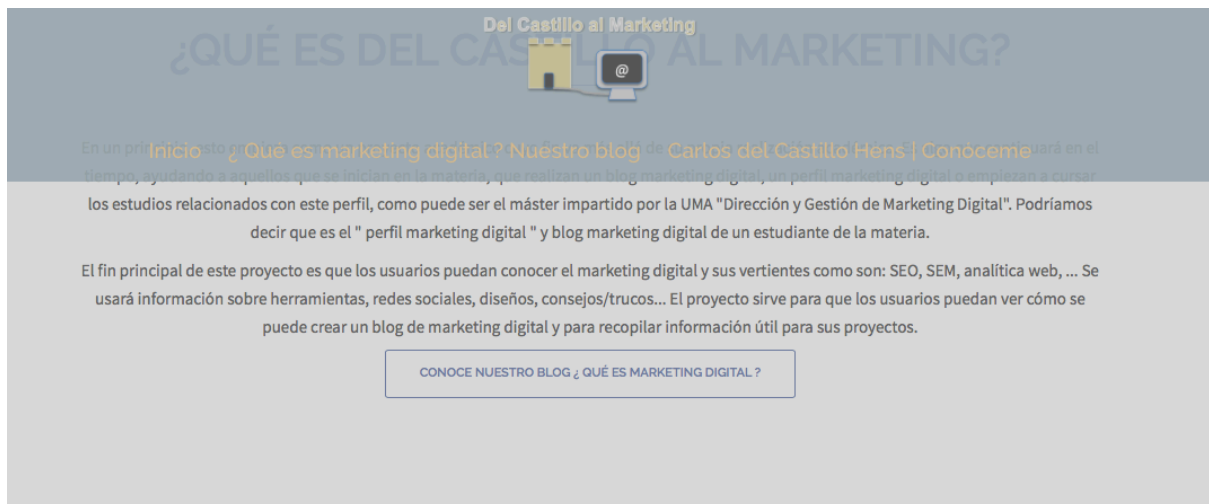 Del Castillo al Marketing
¿QUÉ ES DEL CASTILLO AL MARKETING?
@
Inicio ¿ Qué es marketing digital ? Nuestro blog Carlos del Castillo Hens | Conoceme
En un de uará en el
tiempo, ayudando a aquellos que se inician en la materia, que realizan un blog marketing digital, un perfil marketing digital o empiezan a cursar
los estudios relacionados con este perfil, como puede ser el máster impartido por la UMA "Dirección y Gestión de Marketing Digital". Podríamos
decir que es el " perfil marketing digital " y blog marketing digital de un estudiante de la materia.
El fin principal de este proyecto es que los usuarios puedan conocer el marketing digital y sus vertientes como son: SEO, SEM, analítica web, ... Se
usará información sobre herramientas, redes sociales, diseños, consejos/trucos... El proyecto sirve para que los usuarios puedan ver cómo se
puede crear un blog de marketing digital y para recopilar información útil para sus proyectos.
CONOCE NUESTRO BLOG ¿ QUÉ ES MARKETING DIGITAL ?